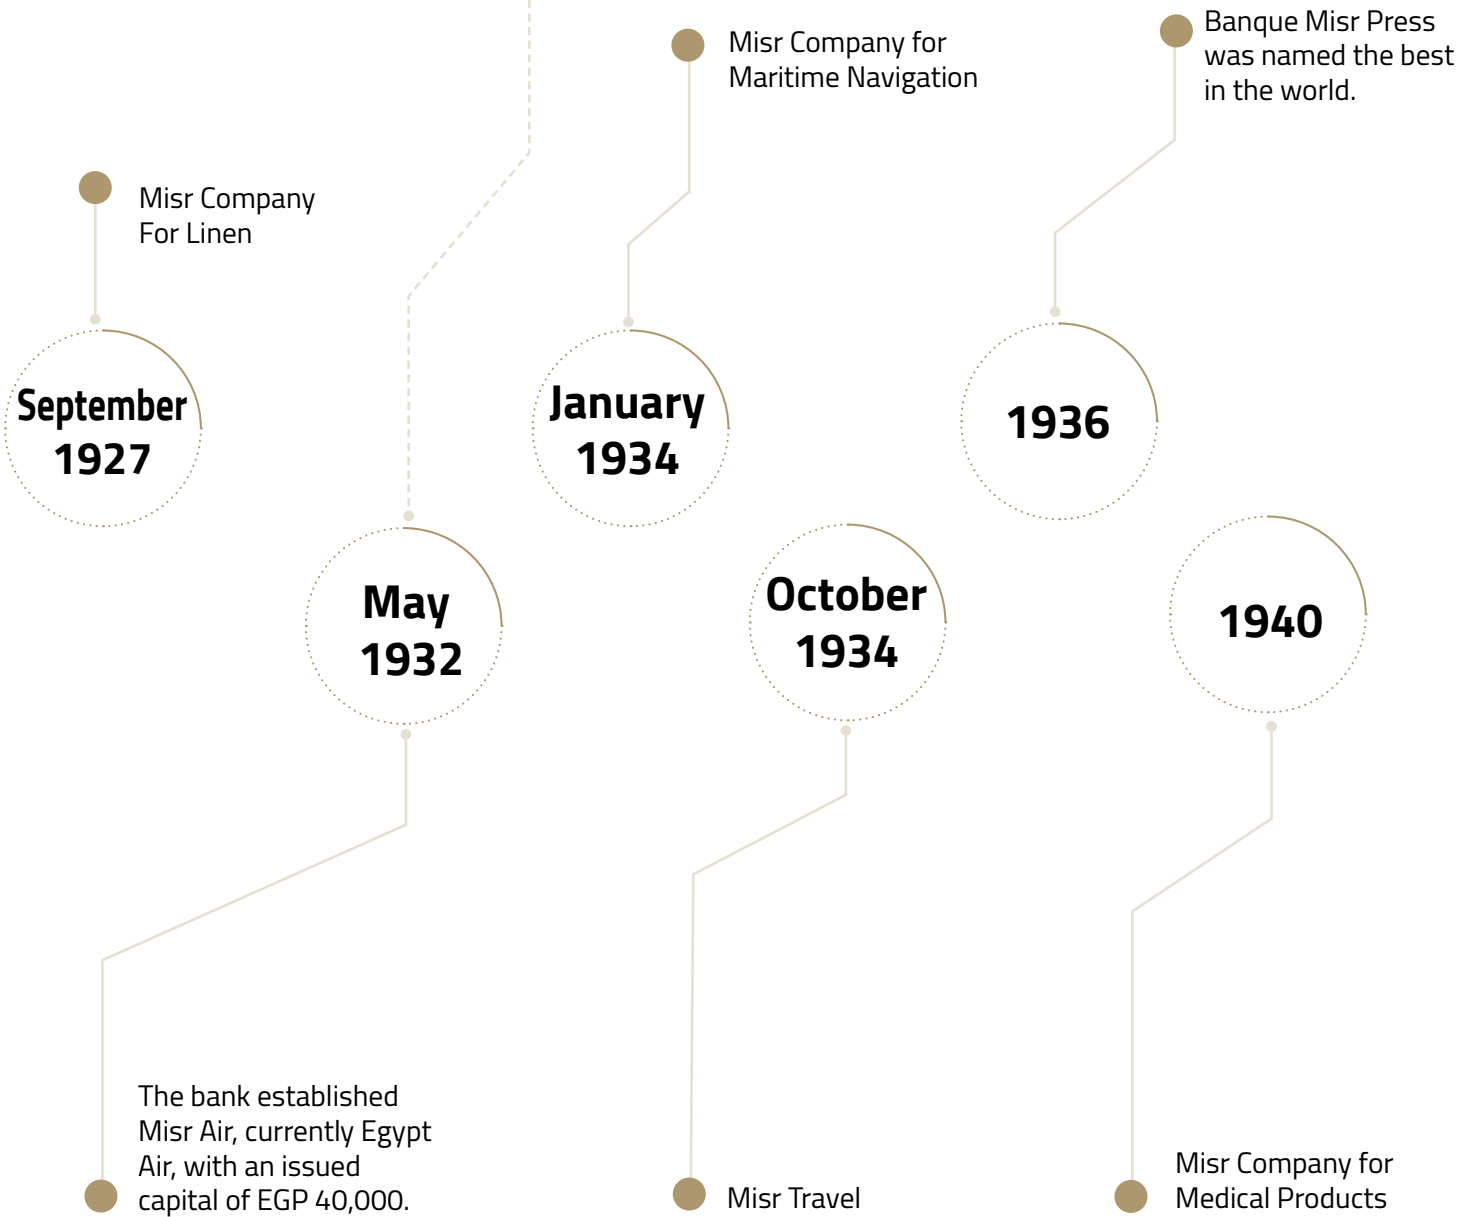 Misr Company for
Maritime Navigation
Banque Misr Press
was named the best
in the world.
Misr Company
For Linen
September
1927
January
1934
1936
May
1932
October
1934
1940
The bank established
Misr Air, currently Egypt
Air, with an issued
capital of EGP 40,000.
Misr Travel
Misr Company for
Medical Products